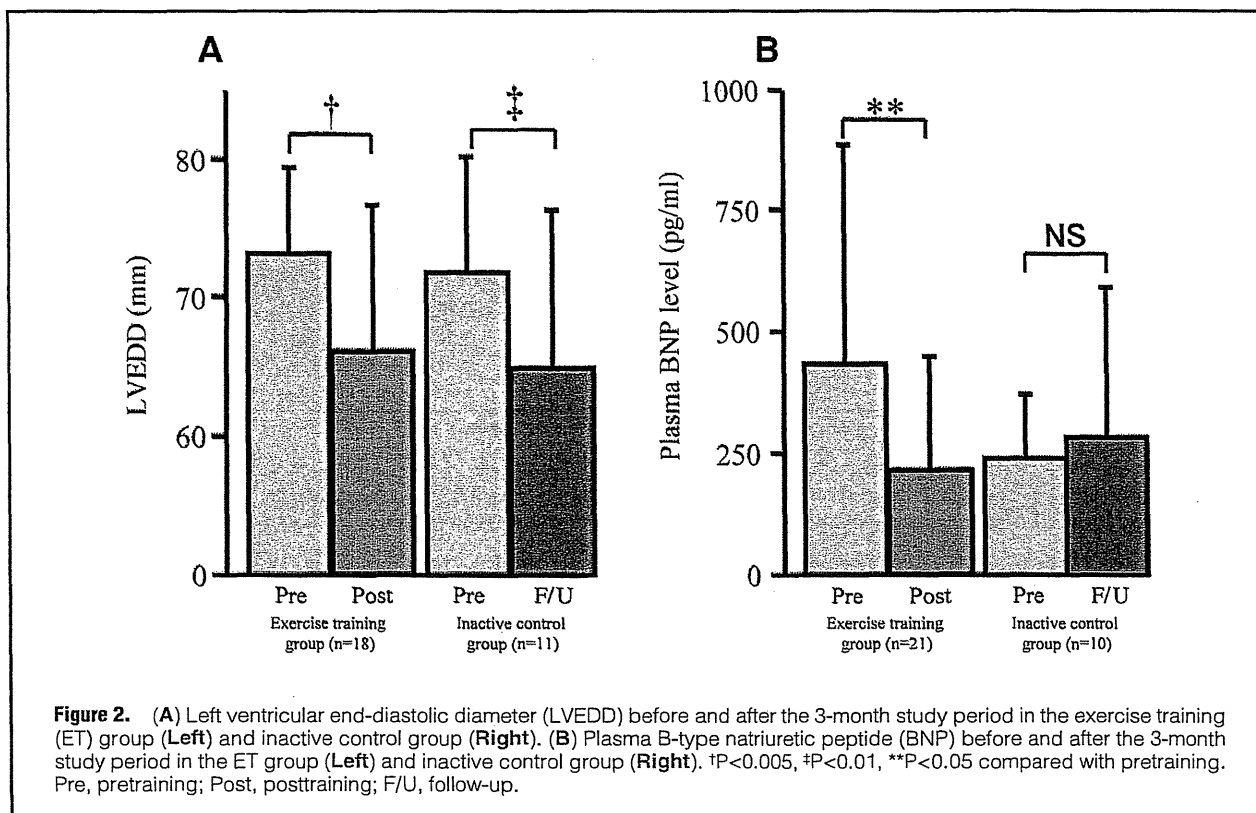 A
†
‡
80
70
60
0
LVEDD (mm)
Pre
Post
Pre
F/U
Exercise training
group (n=18)
Inactive control
group (n=11)
B
**
NS
1000
750
500
250
0
Plasma BNP level (pg/ml)
Pre
Post
Pre
F/U
Exercise training
group (n=21)
Inactive control
group (n=10)
Figure 2. (A) Left ventricular end-diastolic diameter (LVEDD) before and after the 3-month study period in the exercise training
(ET) group (Left) and inactive control group (Right). (B) Plasma B-type natriuretic peptide (BNP) before and after the 3-month
study period in the ET group (Left) and inactive control group (Right). †P<0.005, ‡P<0.01, **P<0.05 compared with pretraining.
Pre, pretraining; Post, posttraining; F/U, follow-up.